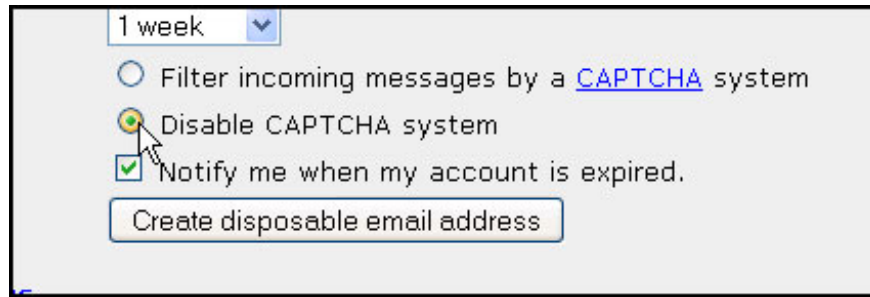 1 week
Filter incoming messages by a CAPTCHA system
Disable CAPTCHA system
Notify me when my account is expired.
Create disposable email address